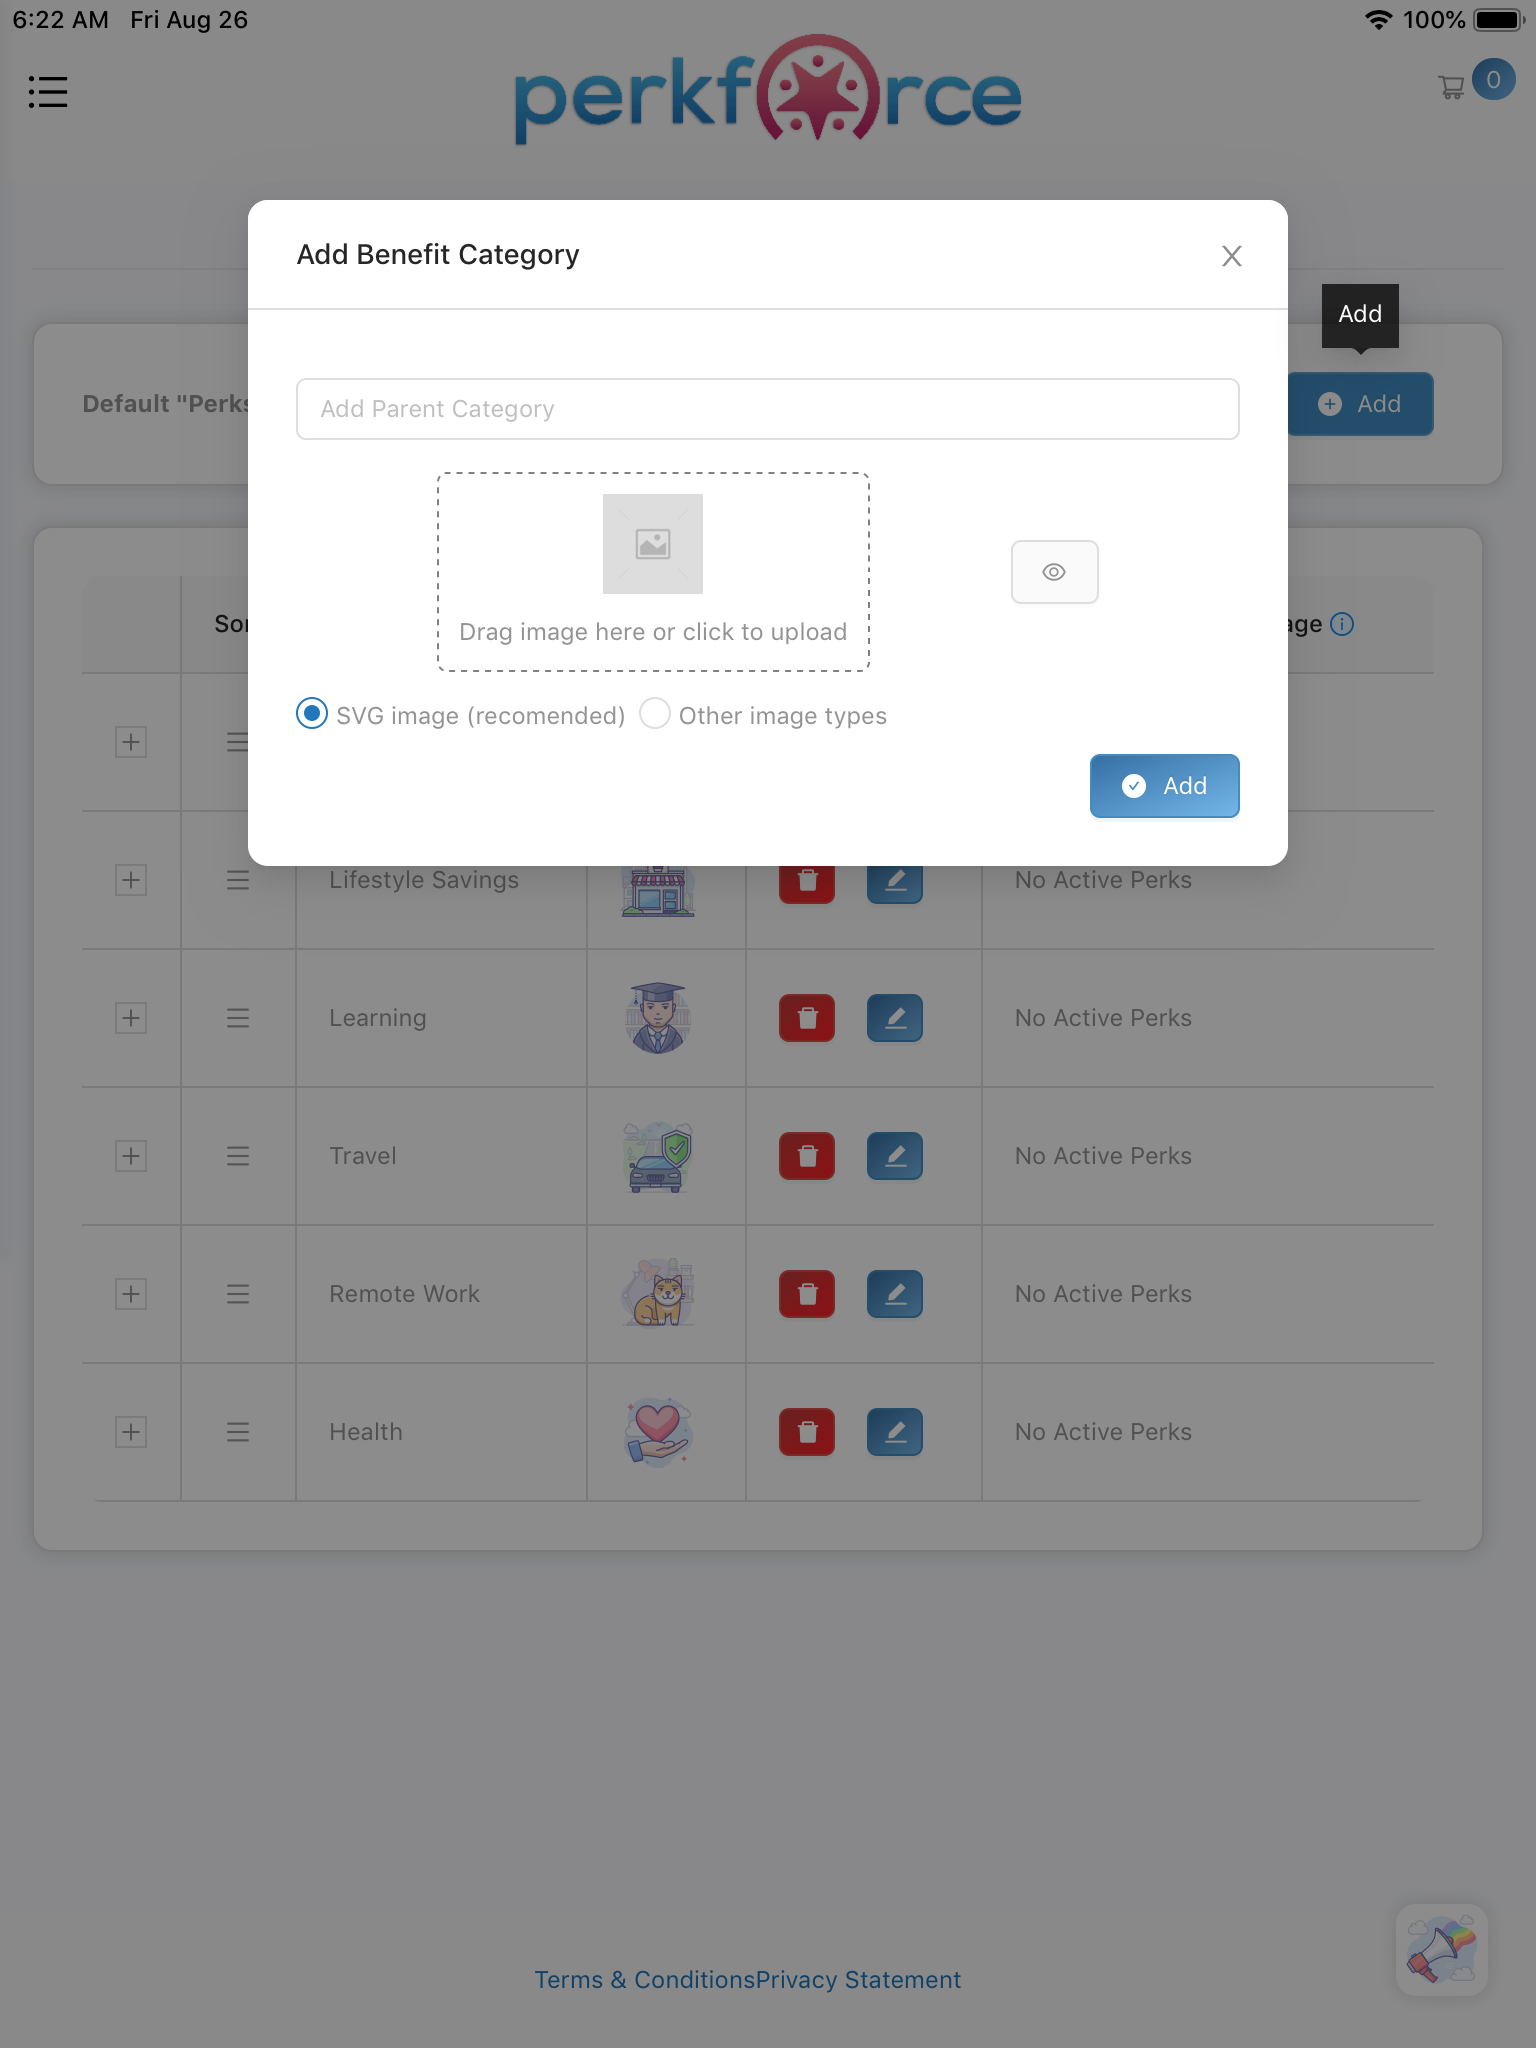 6:22 AM Fri Aug 26
100%
perkforce
0
Add Benefit Category
Add
Default "Perks
Add Parent Category
Add
Drag image here or click to upload
age
SVG image (recomended)
Other image types
Add
Lifestyle Savings
No Active Perks
Learning
No Active Perks
Travel
No Active Perks
Remote Work
No Active Perks
Health
No Active Perks
Terms & ConditionsPrivacy Statement